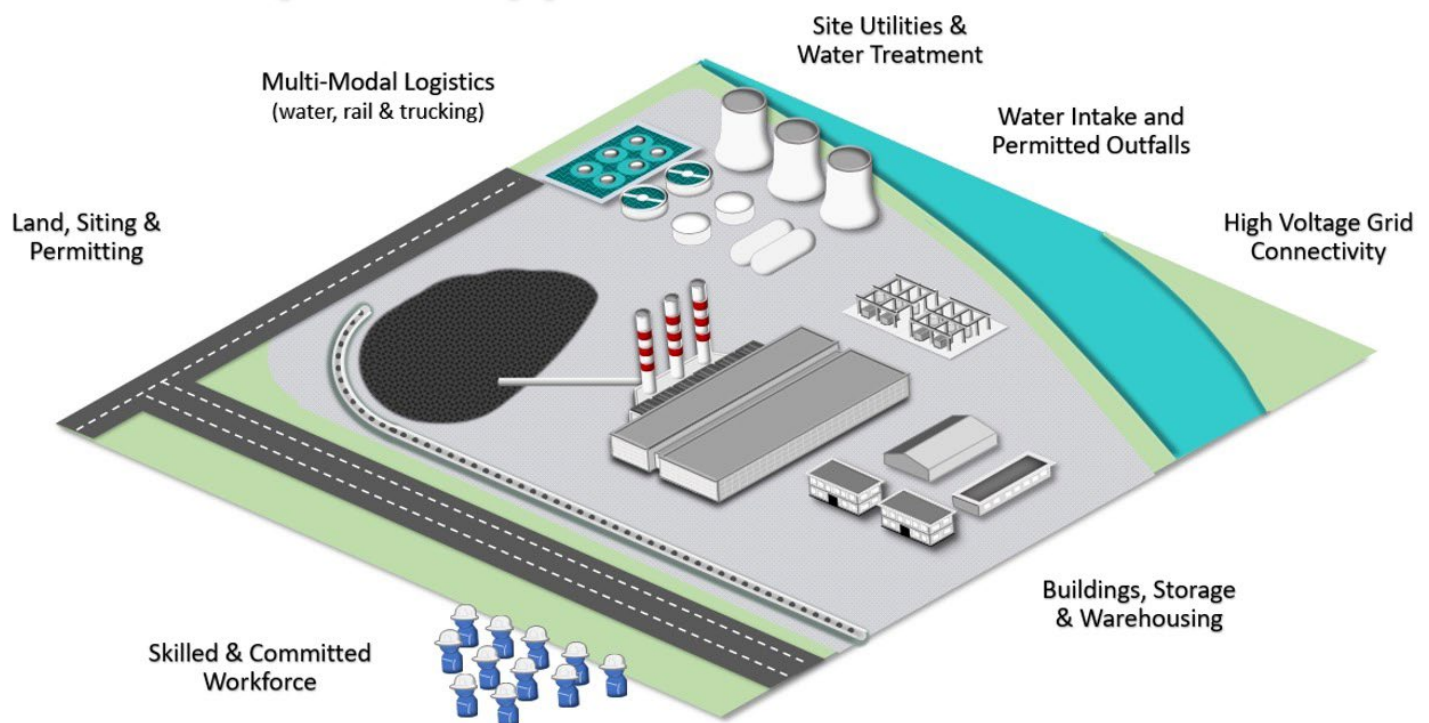 Site Utilities &
Water Treatment
Multi-Modal Logistics
(water, rail & trucking)
Water Intake and
Permitted Outfalls
Land, Siting &
Permitting
High Voltage Grid
Connectivity
Buildings, Storage
& Warehousing
Skilled & Committed
Workforce